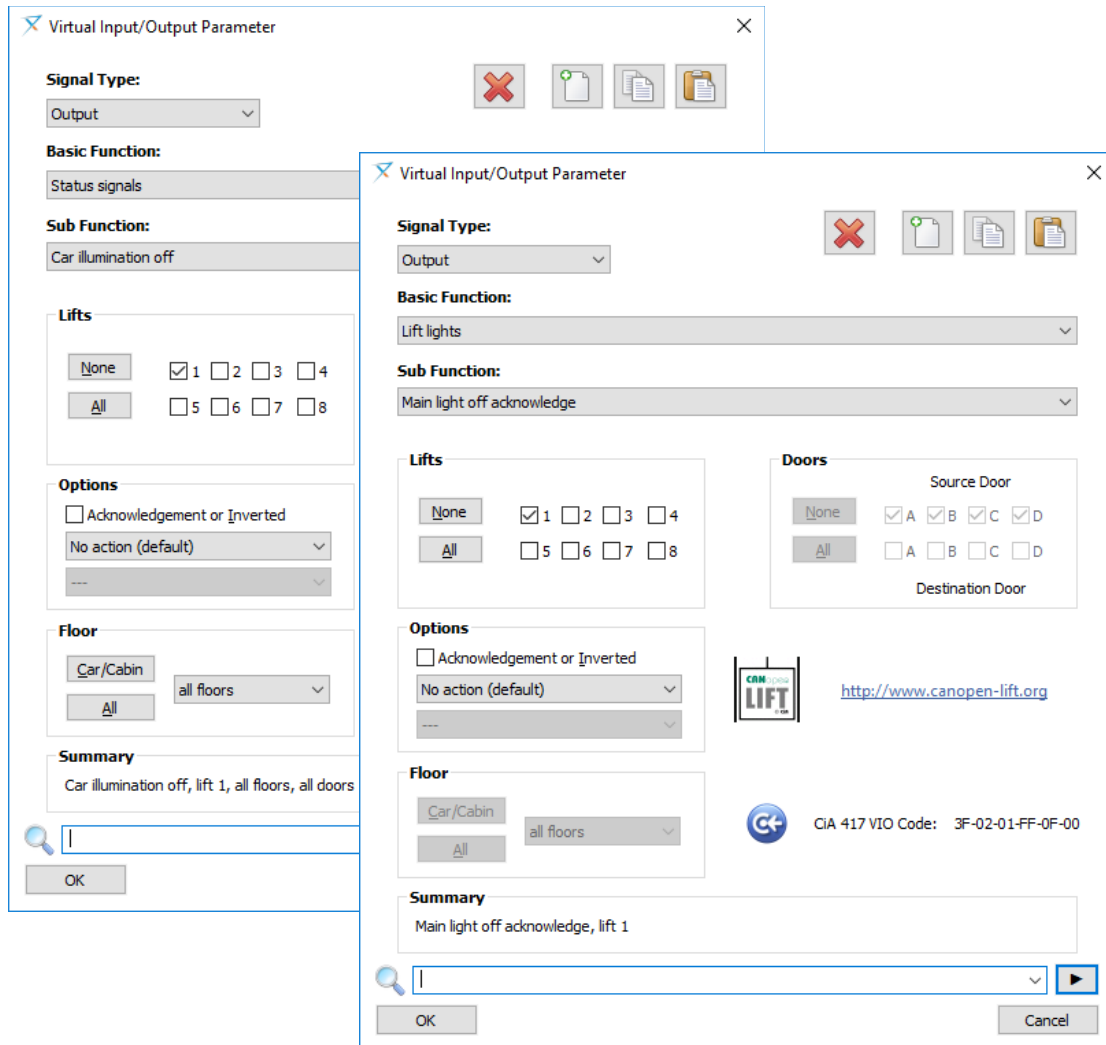 Virtual Input/Output Parameter
Signal Type:
Output
Basic Function:
Status signals
Sub Function:
Car illumination off
Lifts
None 1 2 3 4
All 5 6 7 8
Options
Acknowledgement or Inverted
No action (default)
---
Floor
Car/Cabin
all floors
All
Summary
Car illumination off, lift 1, all floors, all doors
OK
Virtual Input/Output Parameter
Signal Type:
Output
Basic Function:
Lift lights
Sub Function:
Main light off acknowledge
Lifts
None 1 2 3 4
All 5 6 7 8
Doors
Source Door
None A B C D
All A B C D
Destination Door
Options
Acknowledgement or Inverted
No action (default)
---
CANopen
LIFT
http://www.canopen-lift.org
Floor
Car/Cabin
all floors
All
CiA 417 VIO Code: 3F-02-01-FF-0F-00
Summary
Main light off acknowledge, lift 1
OK Cancel